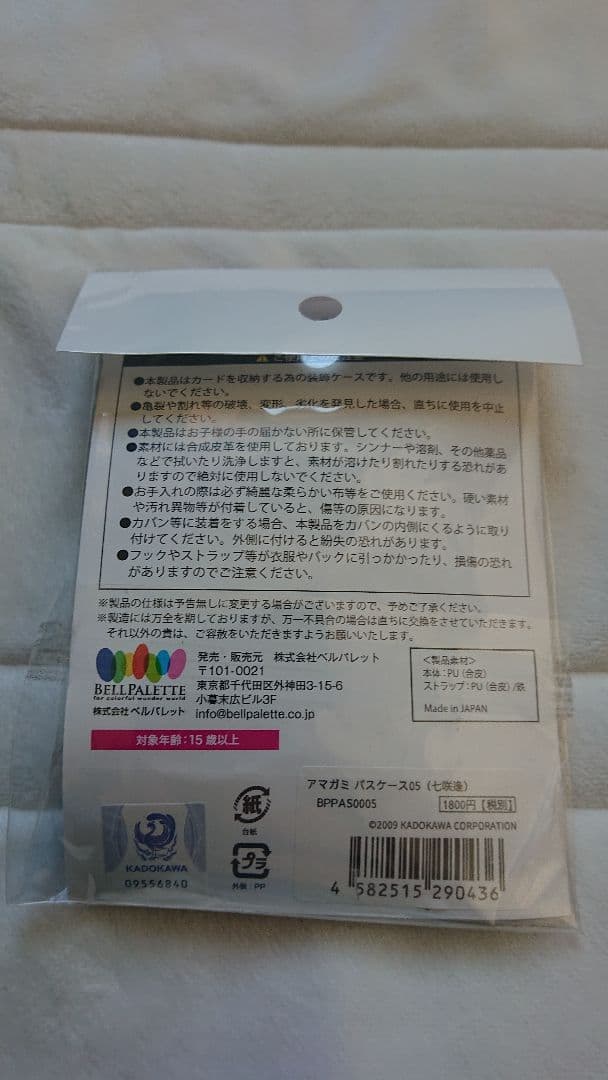 ●本製品はカードを収納する為の装飾ケースです。他の用途には使用し
ないでください。
●亀裂や割れ等の破壊、変形、劣化を発見した場合、直ちに使用を中止
してください。
●本製品はお子様の手の届かない所に保管してください。
●素材には合成皮革を使用しております。シンナーや溶剤、その他薬品
などで拭いたり洗浄しますと、素材が溶けたり割れたりする恐れがあ
りますので絶対に使用しないでください。
●お手入れの際は必ず綺麗な柔らかい布等をご使用ください。硬い素材
や汚れ異物等が付着していると、傷等の原因になります。
●カバン等に装着をする場合、本製品をカバンの内側にくるように取り
付けてください。外側に付けると紛失の恐れがあります。
●フックやストラップ等が衣服やバックに引っかかったり、損傷の恐れ
がありますのでご注意ください。
※製品の仕様は予告無しに変更する場合がございますので、予めご了承ください。
※製造には万全を期しておりますが、万一不具合の場合は直ちに交換をさせていただきます。
それ以外の責は、ご容赦をいただきますようお願いいたします。
BELLPALETTE
for colorful wonder world
株式会社ベルパレット
発売・販売元 株式会社ベルパレット
〒101-0021
東京都千代田区外神田3-15-6
小暮末広ビル3F
info@bellpalette.co.jp
<製品素材>
本体:PU(合皮)
ストラップ:PU(合皮)/鉄
Made in JAPAN
対象年齢:15歳以上
KADOKAWA
09556840
紙
台紙
プラ
外袋:PP
アマガミ パスケース05(七咲逢)
BPPAS0005
1800円【税別】
©2009 KADOKAWA CORPORATION
4 582515 290436